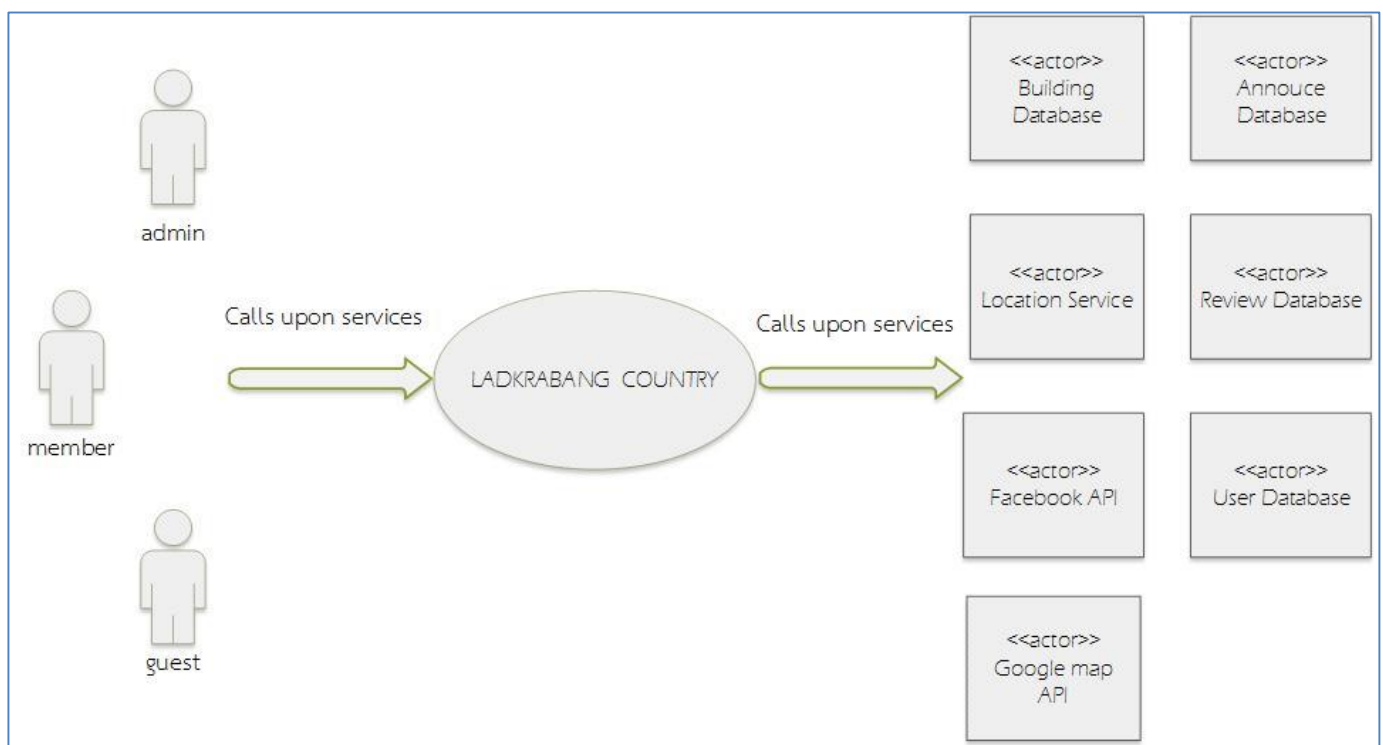 admin
member
guest
Calls upon services
LADKRABANG COUNTRY
Calls upon services
<<actor>>
Building
Database
<<actor>>
Annouce
Database
<<actor>>
Location Service
<<actor>>
Review Database
<<actor>>
Facebook API
<<actor>>
User Database
<<actor>>
Google map
API